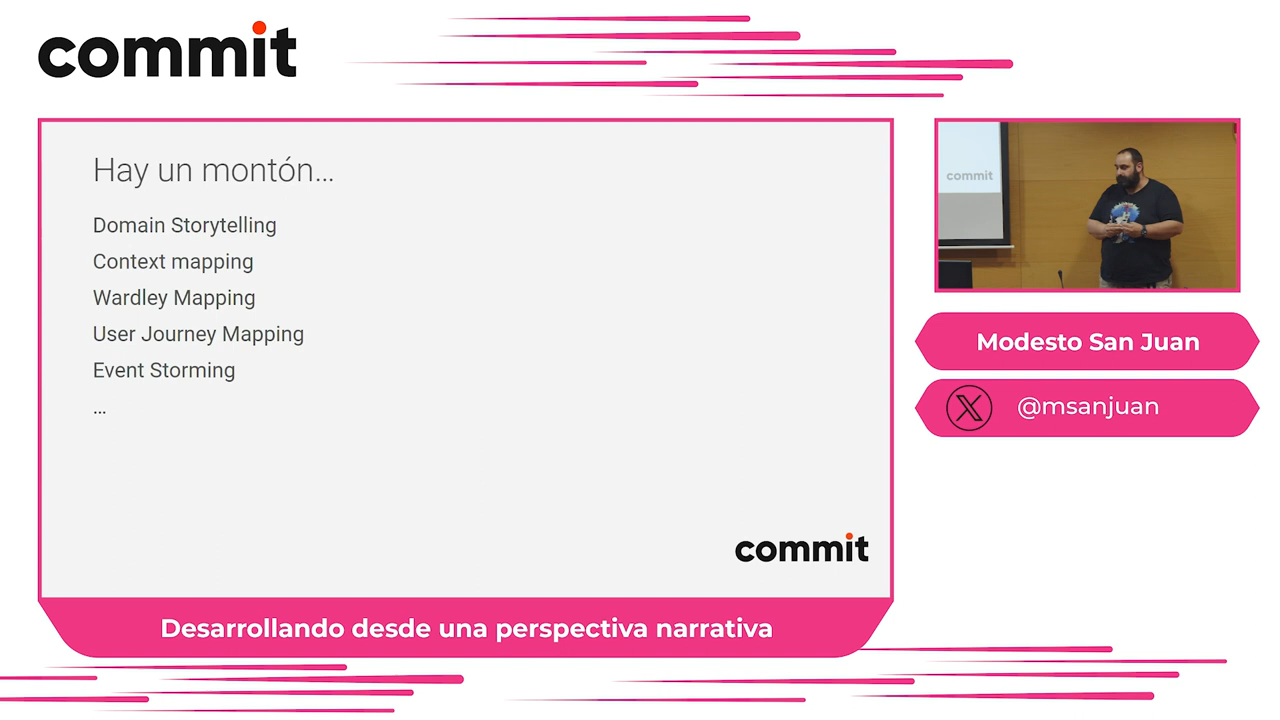 commit
Hay un montón...
Domain Storytelling
Context mapping
Wardley Mapping
User Journey Mapping
Event Storming
...
commit
Desarrollando desde una perspectiva narrativa
commit
Modesto San Juan
@msanjuan